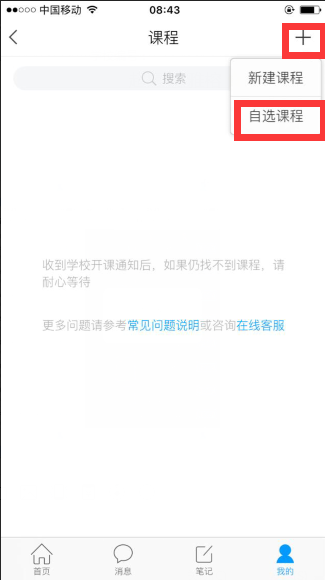 中国移动 08:43
课程
搜索
新建课程
自选课程
收到学校开课通知后，如果仍找不到课程，请
耐心等待
更多问题请参考常见问题说明或咨询在线客服
首页 消息 笔记 我的